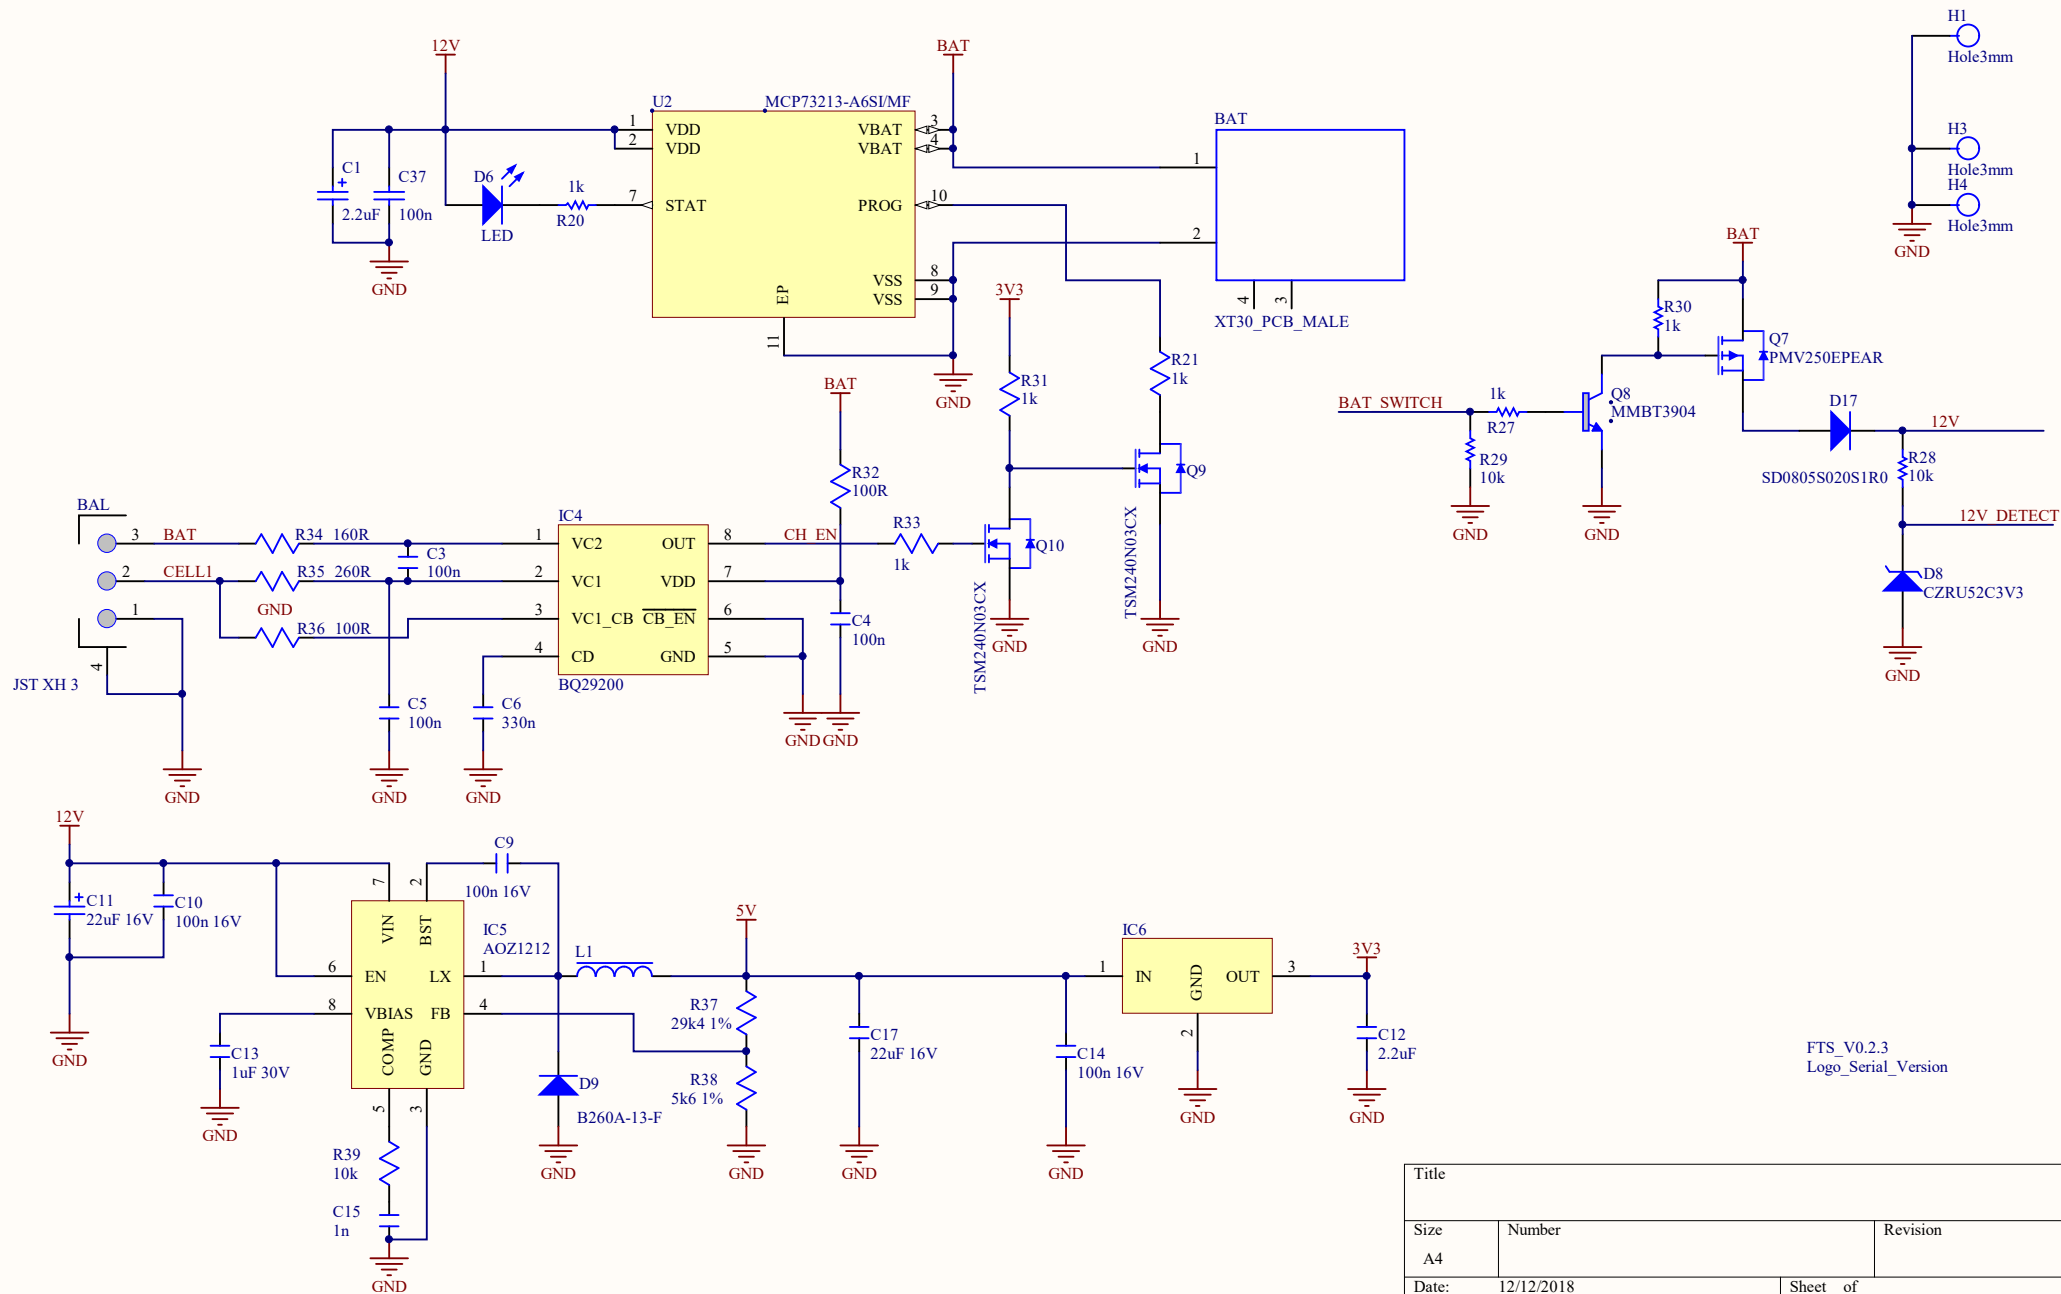 H1
Hole3mm
H3
Hole3mm
H4
Hole3mm
GND
12V
BAT
U2
MCP73213-A6SI/MF
1
VDD
2
VDD
7
STAT
VBAT
3
VBAT
4
PROG
10
VSS
8
VSS
9
EP
11
C1
+
2.2uF
C37
100n
GND
D6
LED
1k
R20
BAT
1
2
4
3
XT30_PCB_MALE
GND
3V3
R31
1k
R21
1k
Q9
TSM240N03CX
GND
Q10
TSM240N03CX
GND
BAT
R32
100R
CH_EN
R33
1k
C4
100n
BAT
R30
1k
Q7
PMV250EPEAR
BAT_SWITCH
1k
R27
R29
10k
GND
Q8
MMBT3904
GND
D17
SD0805S020S1R0
12V
R28
10k
12V_DETECT
D8
CZRU52C3V3
GND
BAL
3
BAT
2
CELL1
1
4
JST XH 3
GND
R34 160R
R35 260R
GND
R36 100R
C3
100n
C5
100n
GND
C6
330n
GND
IC4
1
VC2
OUT
8
2
VC1
VDD
7
3
VC1_CB
CB_EN
6
4
CD
GND
5
BQ29200
GND
GND
12V
C11
+
22uF 16V
C10
100n 16V
GND
C9
100n 16V
IC5
AOZ1212
7
VIN
2
BST
6
EN
LX
1
8
VBIAS
FB
4
COMP
5
GND
3
C13
1uF 30V
GND
R39
10k
C15
1n
GND
L1
D9
B260A-13-F
GND
5V
R37
29k4 1%
R38
5k6 1%
GND
C17
22uF 16V
GND
C14
100n 16V
GND
IC6
1
IN
GND
OUT
3
2
GND
3V3
C12
2.2uF
GND
FTS_V0.2.3
Logo_Serial_Version
Title
Size
Number
Revision
A4
Date:
12/12/2018
Sheet of